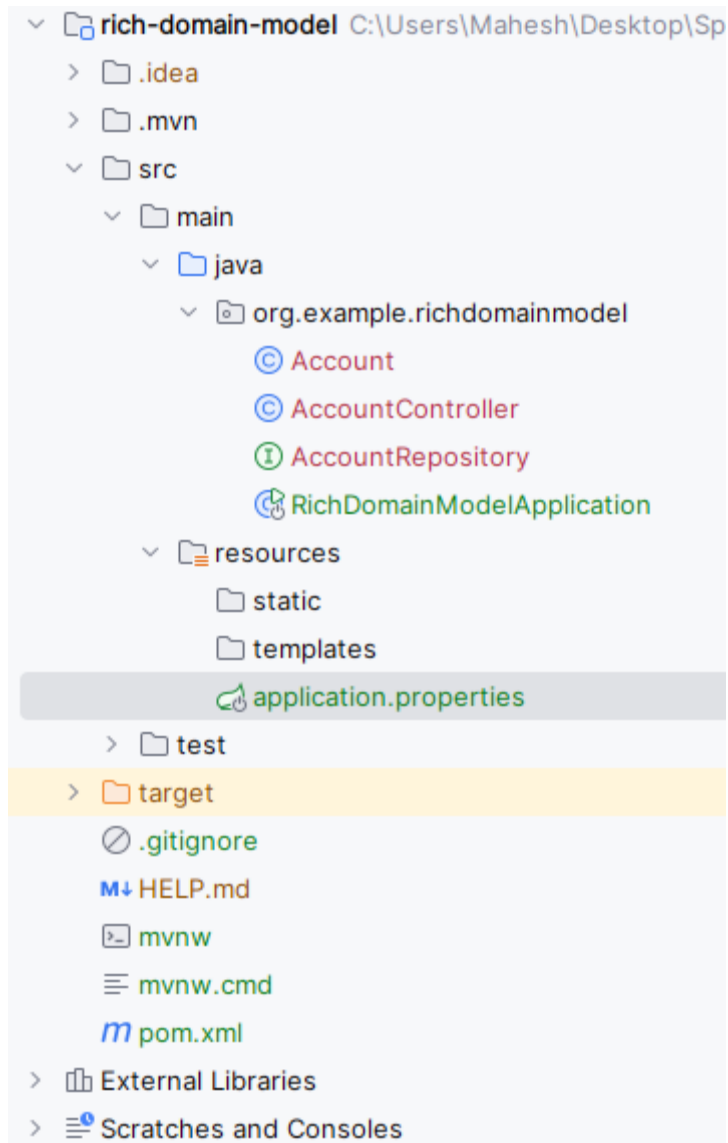 rich-domain-model C:\Users\Mahesh\Desktop\Sp
.idea
.mvn
src
main
java
org.example.richdomainmodel
Account
AccountController
AccountRepository
RichDomainModelApplication
resources
static
templates
application.properties
test
target
.gitignore
M↓ HELP.md
mvnw
mvnw.cmd
m pom.xml
External Libraries
Scratches and Consoles